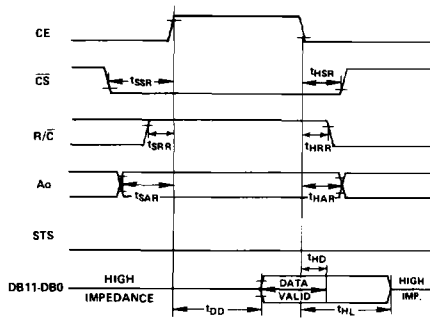 CE
CS
tSSR
tHSR
R/C
tSRR
tHRR
Ao
tSAR
tHAR
STS
tHD
DB11-DB0
HIGH
IMPEDANCE
DATA
VALID
HIGH
IMP.
tDD
tHL